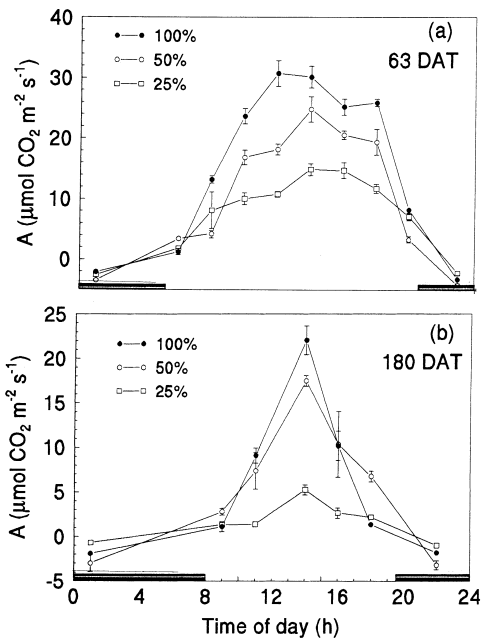 (a)
63 DAT
100%
50%
25%
A (μmol CO2 m-2 s-1)
40
30
20
10
0
(b)
180 DAT
100%
50%
25%
A (μmol CO2 m-2 s-1)
25
20
15
10
5
0
-5
0 4 8 12 16 20 24
Time of day (h)